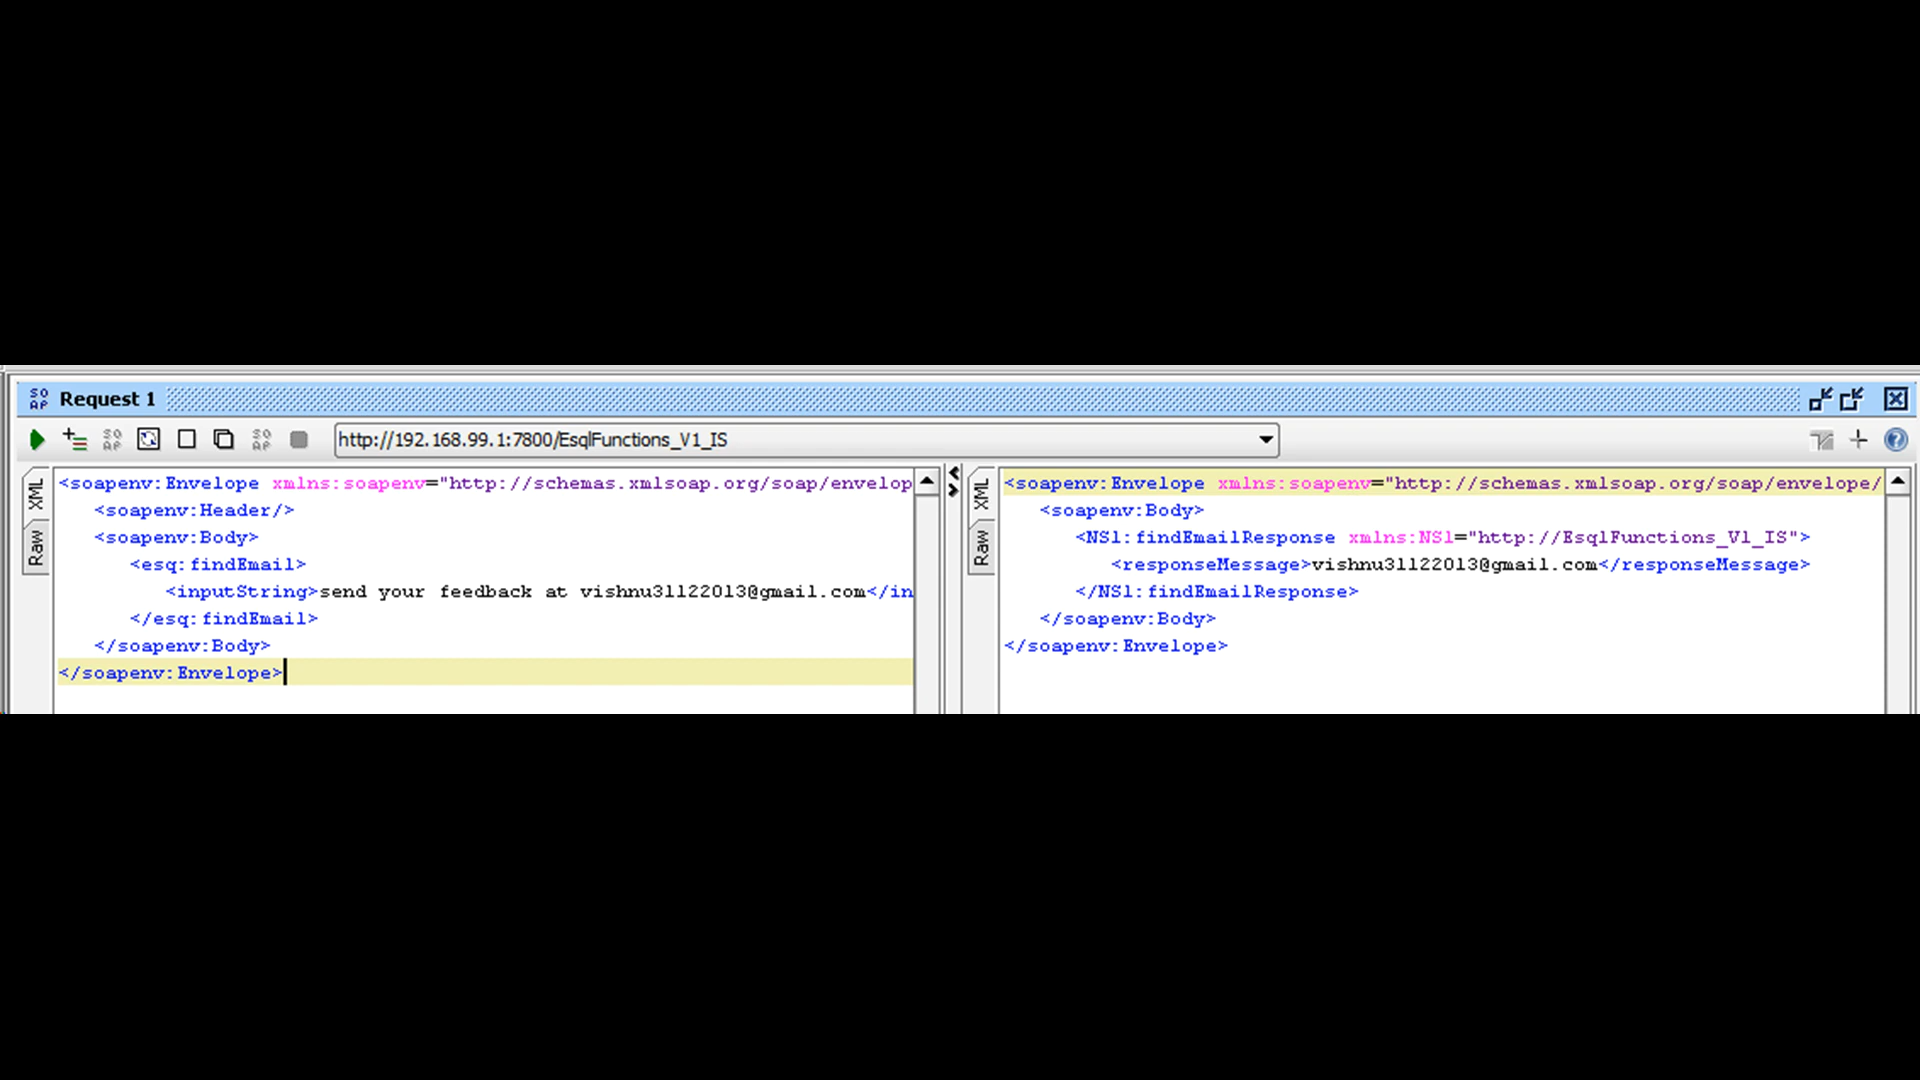 Request 1
http://192.168.99.1:7800/EsqlFunctions_V1_IS
XML
Raw
<soapenv:Envelope xmlns:soapenv="http://schemas.xmlsoap.org/soap/envelop
<soapenv:Header/>
<soapenv:Body>
<esq:findEmail>
<inputString>send your feedback at vishnu31122013@gmail.com</in
</esq:findEmail>
</soapenv:Body>
</soapenv:Envelope>
XML
Raw
<soapenv:Envelope xmlns:soapenv="http://schemas.xmlsoap.org/soap/envelope/
<soapenv:Body>
<NS1:findEmailResponse xmlns:NS1="http://EsqlFunctions_V1_IS">
<responseMessage>vishnu31122013@gmail.com</responseMessage>
</NS1:findEmailResponse>
</soapenv:Body>
</soapenv:Envelope>